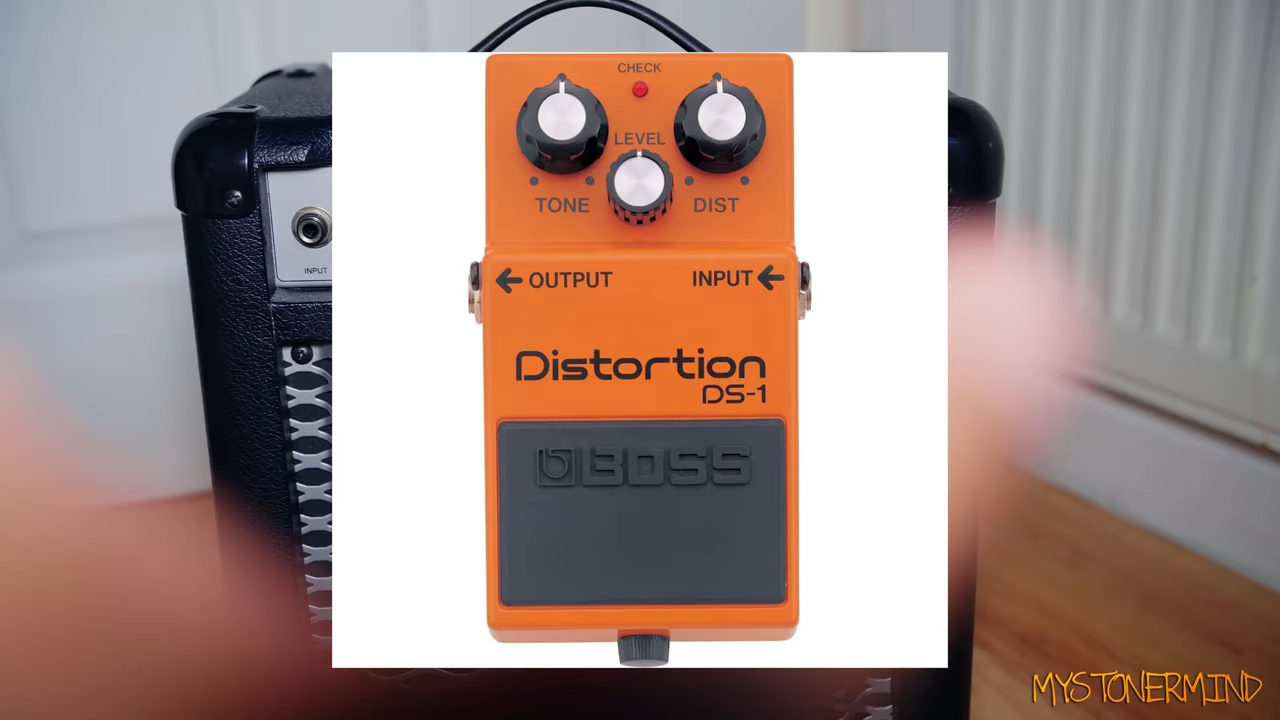 CHECK
LEVEL
TONE
DIST
← OUTPUT
INPUT ←
INPUT
Distortion
DS-1
BOSS
MYSTONERMIND